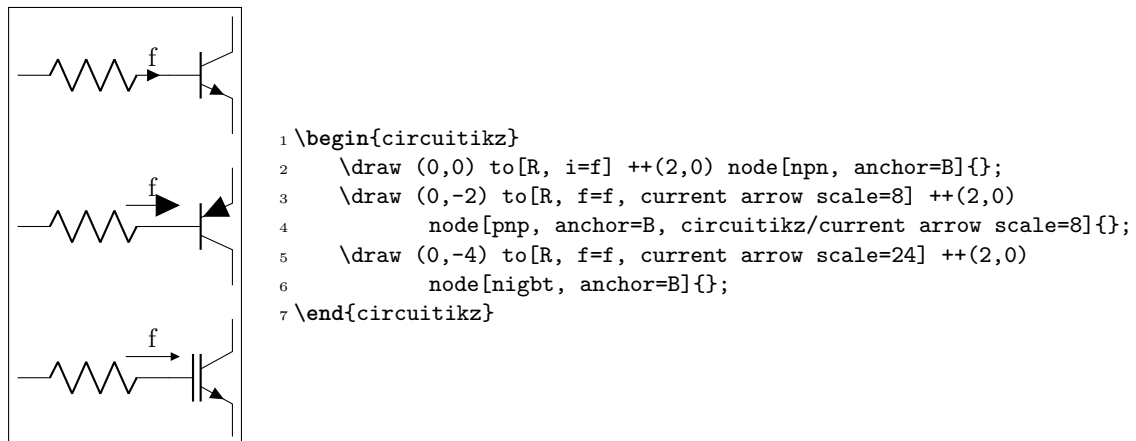 f
f
f
1 \begin{circuitikz}
2     \draw (0,0) to[R, i=f] ++(2,0) node[npn, anchor=B]{};
3     \draw (0,-2) to[R, f=f, current arrow scale=8] ++(2,0)
4             node[pnp, anchor=B, circuitikz/current arrow scale=8]{};
5     \draw (0,-4) to[R, f=f, current arrow scale=24] ++(2,0)
6             node[nigbt, anchor=B]{};
7 \end{circuitikz}